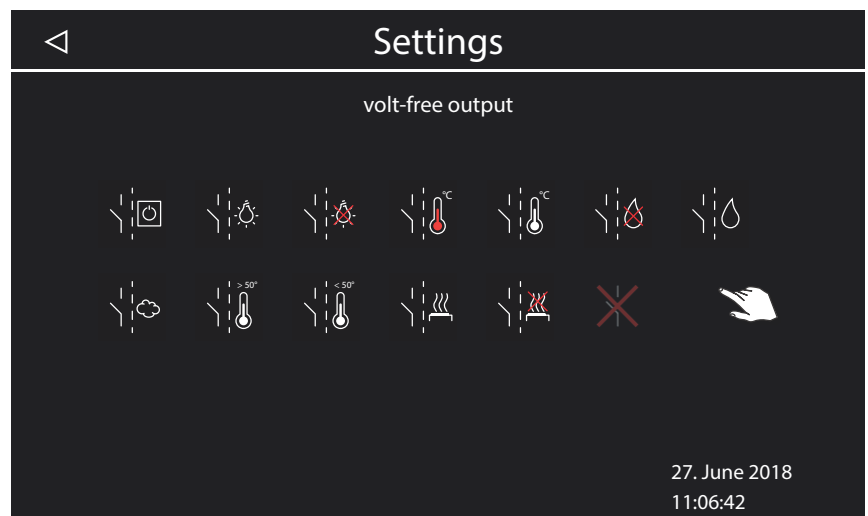 Settings
volt-free output
°C °C
> 50° < 50°
27. June 2018
11:06:42